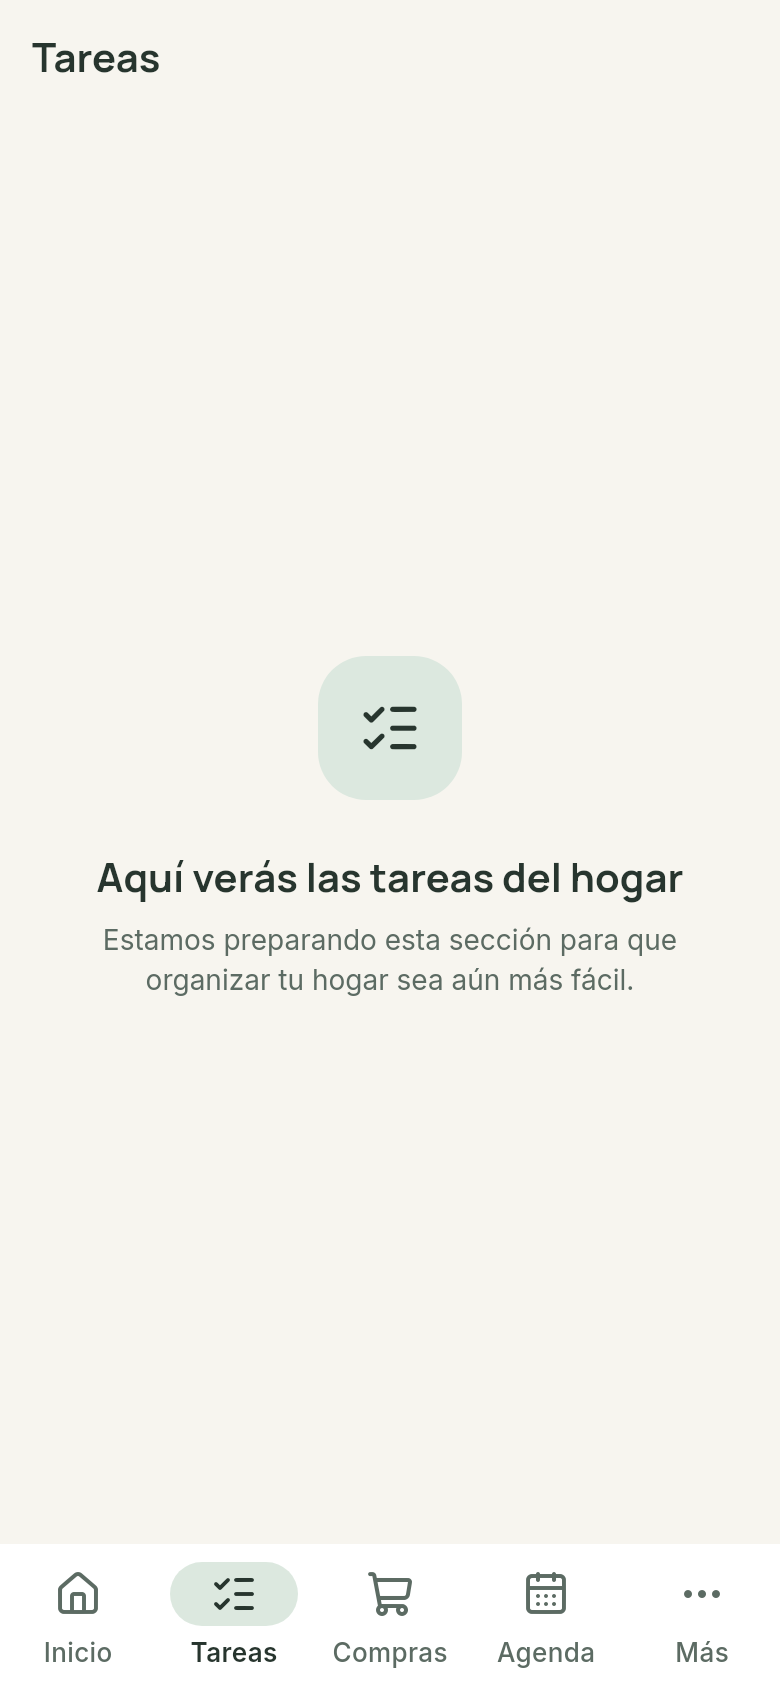 Tareas
Aquí verás las tareas del hogar
Estamos preparando esta sección para que
organizar tu hogar sea aún más fácil.
Inicio
Tareas
Compras
Agenda
Más